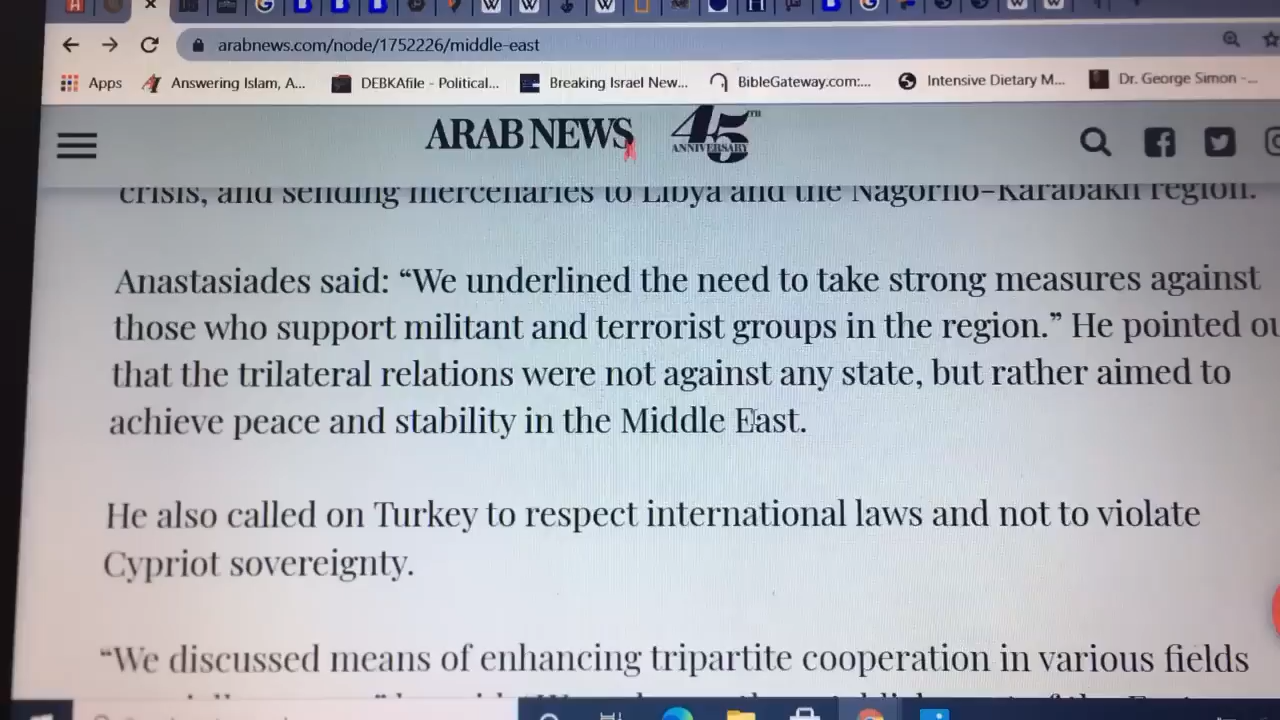 arabnews.com/node/1752226/middle-east
Apps Answering Islam, A... DEBKAfile - Political... Breaking Israel New... BibleGateway.com:... Intensive Dietary M... Dr. George Simon -...
ARAB NEWS 45TH ANNIVERSARY
crisis, and sending mercenaries to Libya and the Nagorno-Karabakh region.
Anastasiades said: “We underlined the need to take strong measures against
those who support militant and terrorist groups in the region.” He pointed ou
that the trilateral relations were not against any state, but rather aimed to
achieve peace and stability in the Middle East.
He also called on Turkey to respect international laws and not to violate
Cypriot sovereignty.
“We discussed means of enhancing tripartite cooperation in various fields